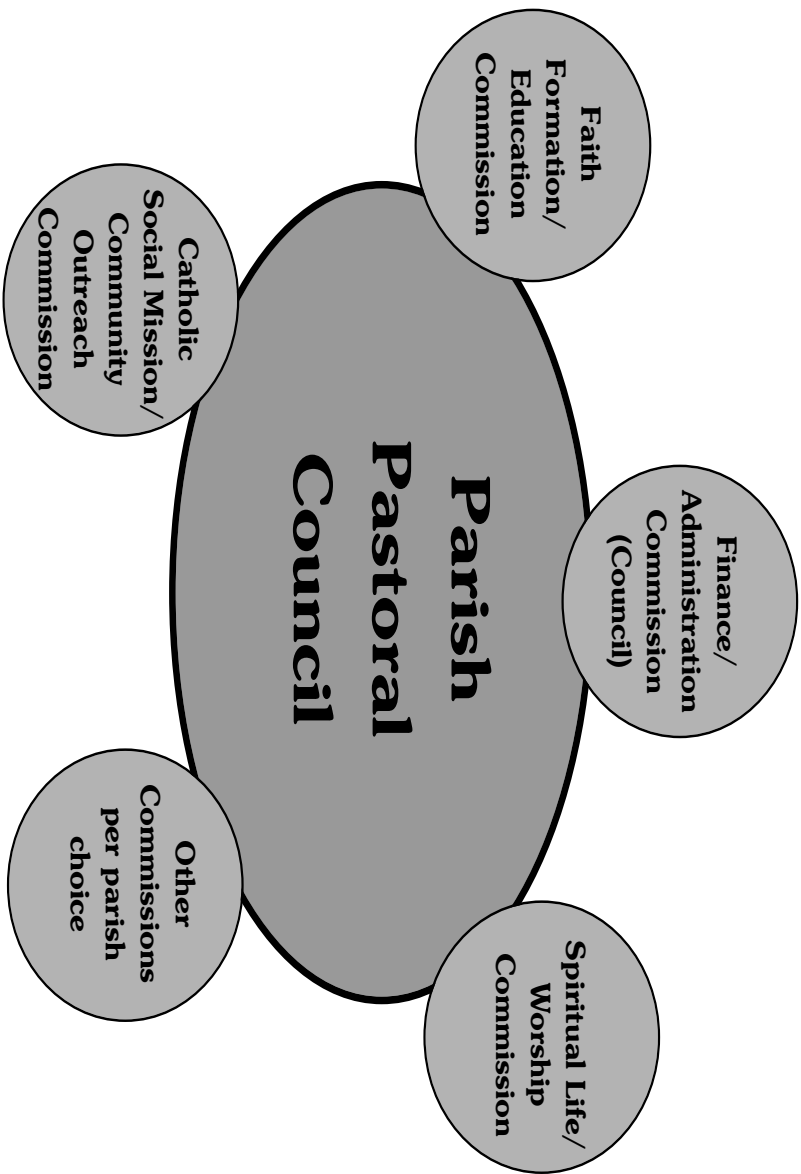 Finance/
Administration
Commission
(Council)
Faith
Formation/
Education
Commission
Spiritual Life/
Worship
Commission
Parish
Pastoral
Council
Catholic
Social Mission/
Community
Outreach
Commission
Other
Commissions
per parish
choice